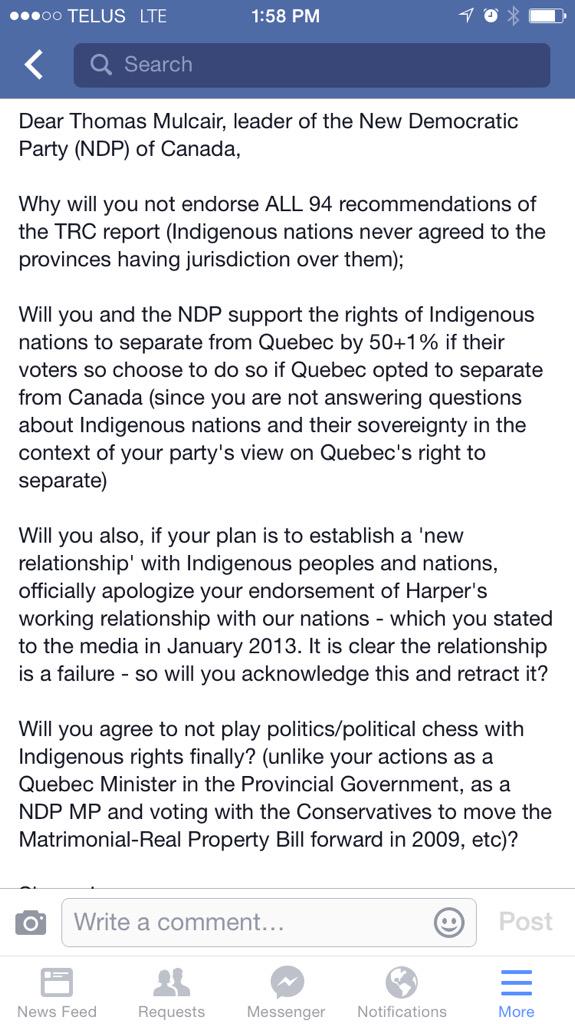 TELUS LTE 1:58 PM
Search
Dear Thomas Mulcair, leader of the New Democratic
Party (NDP) of Canada,
Why will you not endorse ALL 94 recommendations of
the TRC report (Indigenous nations never agreed to the
provinces having jurisdiction over them);
Will you and the NDP support the rights of Indigenous
nations to separate from Quebec by 50+1% if their
voters so choose to do so if Quebec opted to separate
from Canada (since you are not answering questions
about Indigenous nations and their sovereignty in the
context of your party's view on Quebec's right to
separate)
Will you also, if your plan is to establish a 'new
relationship' with Indigenous peoples and nations,
officially apologize your endorsement of Harper's
working relationship with our nations - which you stated
to the media in January 2013. It is clear the relationship
is a failure - so will you acknowledge this and retract it?
Will you agree to not play politics/political chess with
Indigenous rights finally? (unlike your actions as a
Quebec Minister in the Provincial Government, as a
NDP MP and voting with the Conservatives to move the
Matrimonial-Real Property Bill forward in 2009, etc)?
Write a comment...
Post
News Feed
Requests
Messenger
Notifications
More